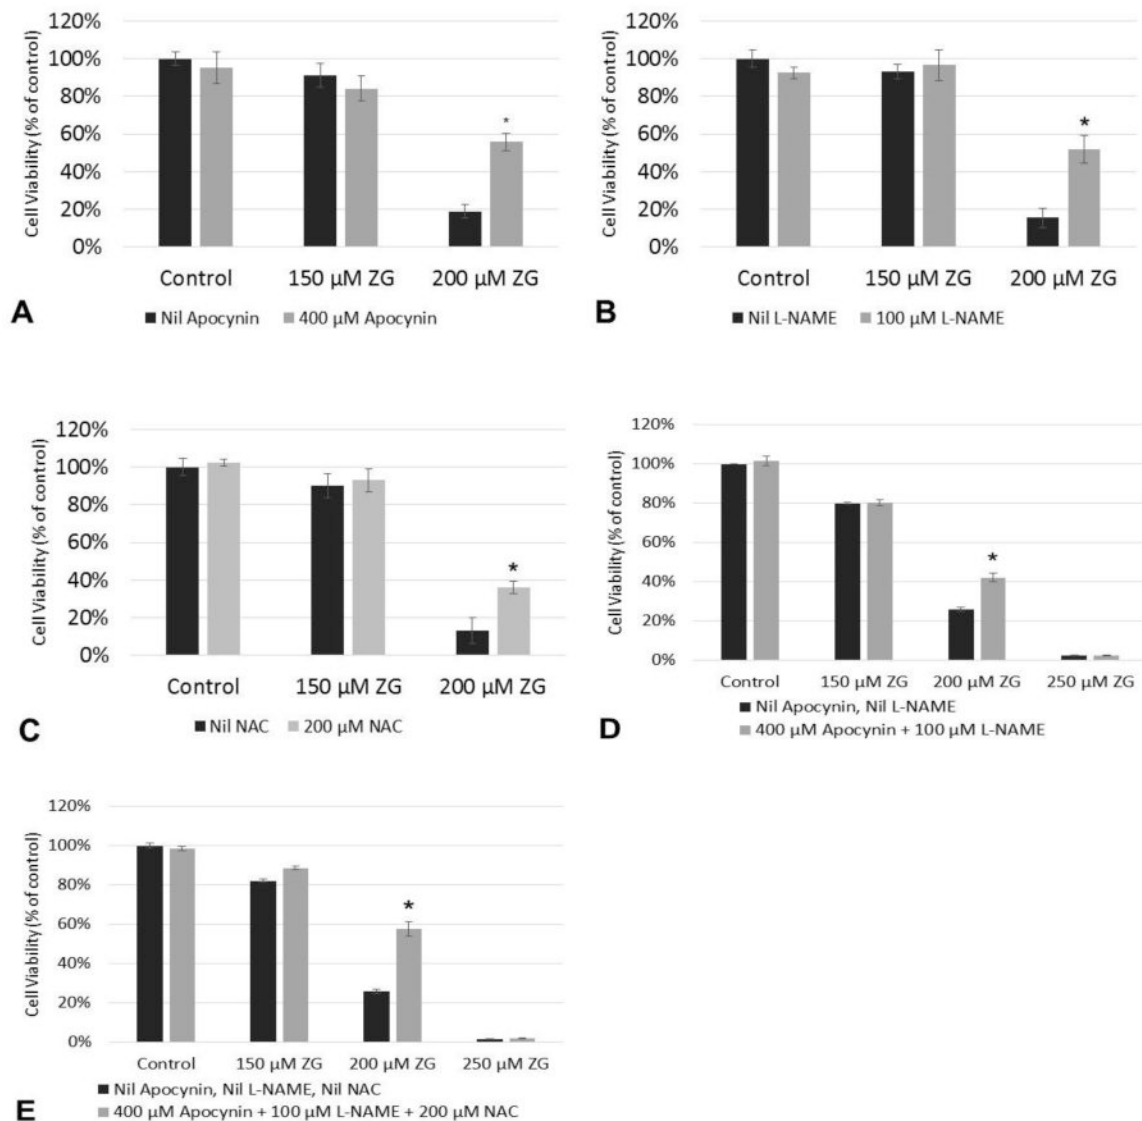 120%
100%
80%
60%
40%
20%
0%
Cell Viability (% of control)
*
Control 150 µM ZG 200 µM ZG
Nil Apocynin 400 µM Apocynin
A
120%
100%
80%
60%
40%
20%
0%
Cell Viability (% of control)
*
Control 150 µM ZG 200 µM ZG
Nil L-NAME 100 µM L-NAME
B
120%
100%
80%
60%
40%
20%
0%
Cell Viability (% of control)
*
Control 150 µM ZG 200 µM ZG
Nil NAC 200 µM NAC
C
120%
100%
80%
60%
40%
20%
0%
Cell Viability (% of control)
*
Control 150 µM ZG 200 µM ZG 250 µM ZG
Nil Apocynin, Nil L-NAME
400 µM Apocynin + 100 µM L-NAME
D
120%
100%
80%
60%
40%
20%
0%
Cell Viability (% of control)
*
Control 150 µM ZG 200 µM ZG 250 µM ZG
Nil Apocynin, Nil L-NAME, Nil NAC
400 µM Apocynin + 100 µM L-NAME + 200 µM NAC
E